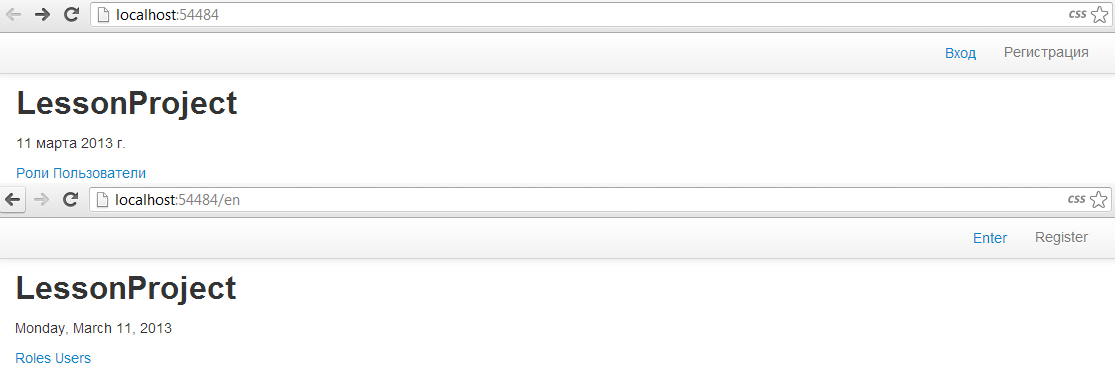 localhost:54484 css
Вход Регистрация
LessonProject
11 марта 2013 г.
Роли Пользователи
localhost:54484/en css
Enter Register
LessonProject
Monday, March 11, 2013
Roles Users